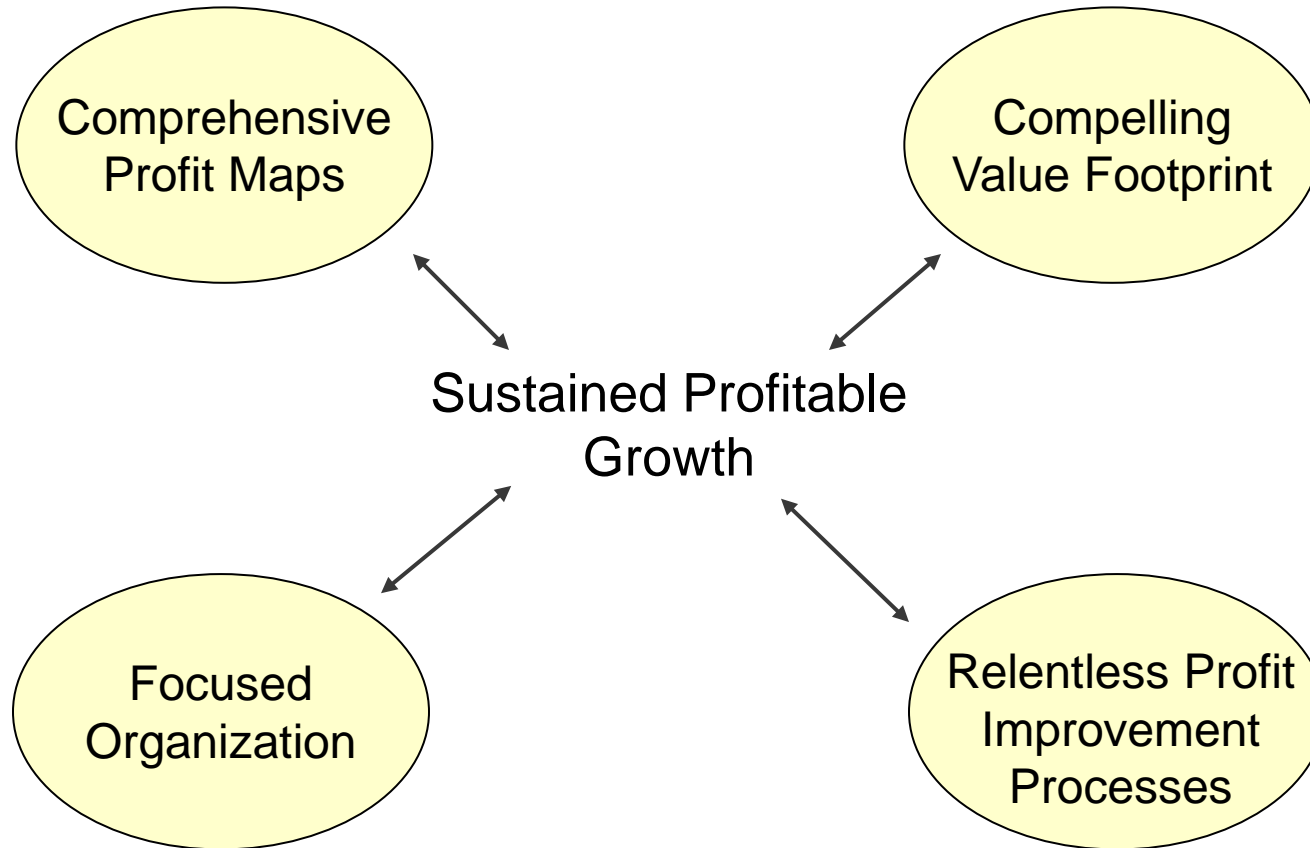 Comprehensive
Profit Maps
Compelling
Value Footprint
Sustained Profitable
Growth
Focused
Organization
Relentless Profit
Improvement
Processes